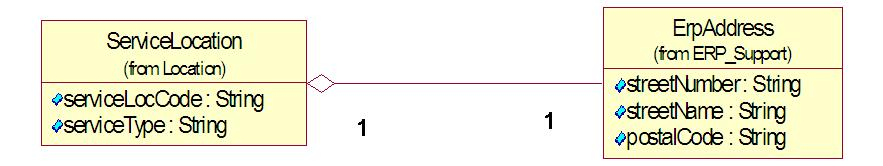 ServiceLocation
(from Location)
serviceLocCode : String
serviceType : String
1
1
ErpAddress
(from ERP_Support)
streetNumber : String
streetName : String
postalCode : String